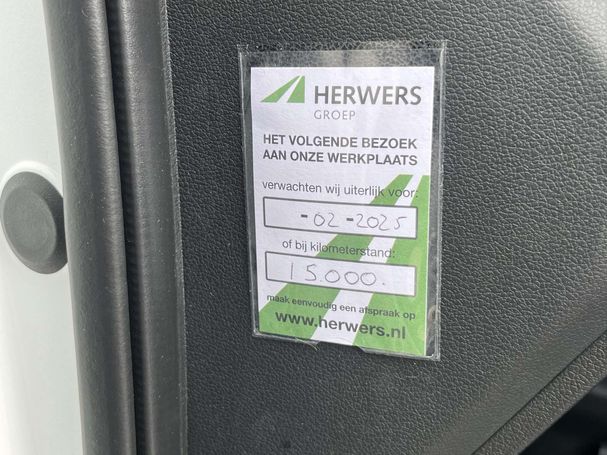 HERWERS
GROEP
HET VOLGENDE BEZOEK
AAN ONZE WERKPLAATS
verwachten wij uiterlijk voor:
-02-2025
of bij kilometerstand:
15.000.
maak eenvoudig een afspraak op
www.herwers.nl